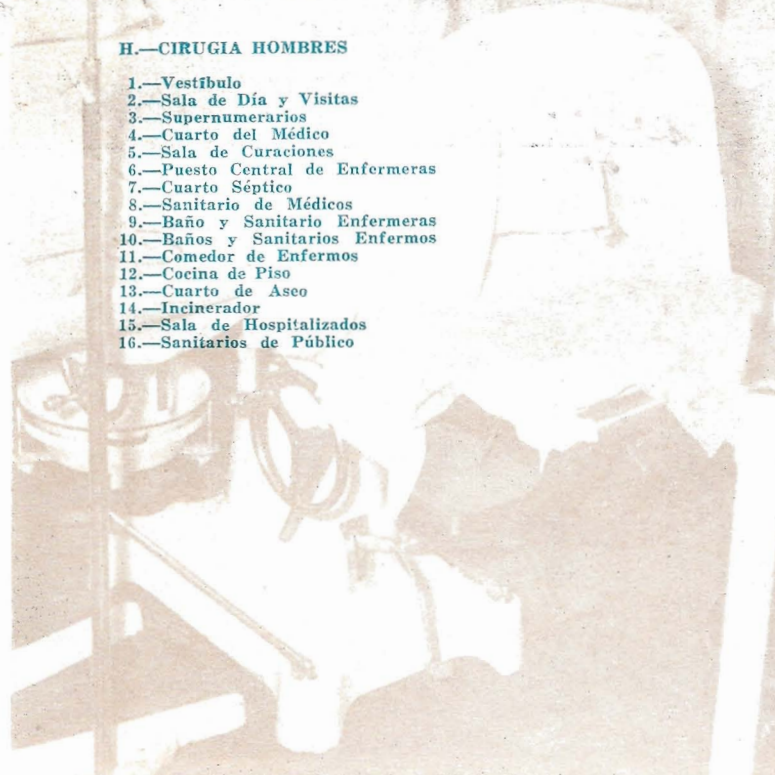 H.—CIRUGIA HOMBRES
1.—Vestíbulo
2.—Sala de Día y Visitas
3.—Supernumerarios
4.—Cuarto del Médico
5.—Sala de Curaciones
6.—Puesto Central de Enfermeras
7.—Cuarto Séptico
8.—Sanitario de Médicos
9.—Baño y Sanitario Enfermeras
10.—Baños y Sanitarios Enfermos
11.—Comedor de Enfermos
12.—Cocina de Piso
13.—Cuarto de Aseo
14.—Incinerador
15.—Sala de Hospitalizados
16.—Sanitarios de Público